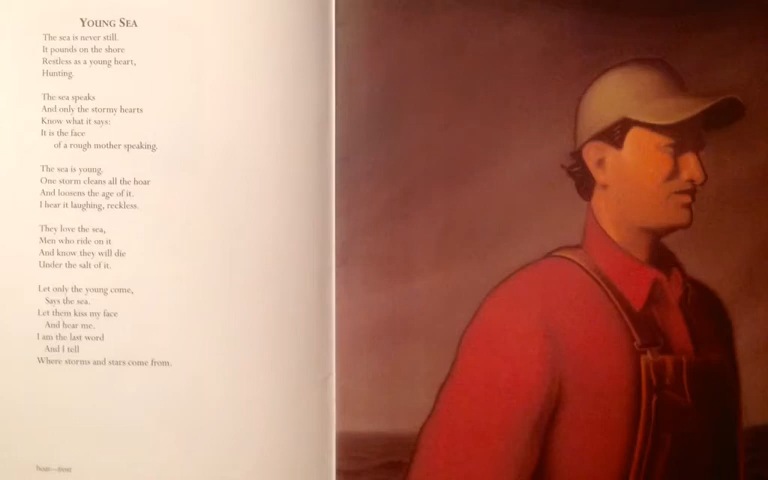 YOUNG SEA
The sea is never still.
It pounds on the shore
Restless as a young heart,
Hunting.
The sea speaks
And only the stormy hearts
Know what it says:
It is the face
of a rough mother speaking.
The sea is young.
One storm cleans all the hoar
And loosens the age of it.
I hear it laughing, reckless.
They love the sea,
Men who ride on it
And know they will die
Under the salt of it.
Let only the young come,
Says the sea.
Let them kiss my face
And hear me.
I am the last word
And I tell
Where storms and stars come from.